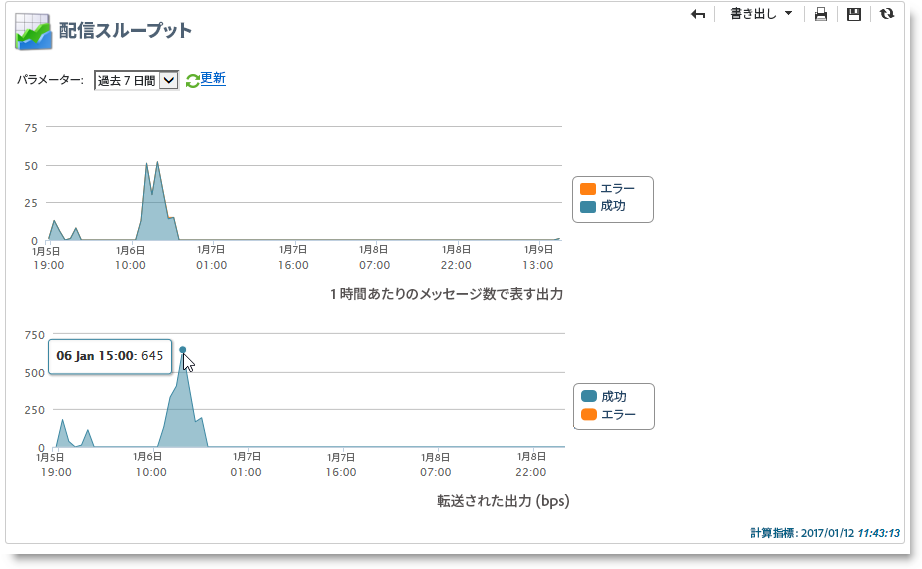 配信スループット
書き出し
パラメーター: 過去 7 日間 更新
75
50
25
0
1月5日 1月6日 1月7日 1月7日 1月8日 1月8日 1月9日
19:00 10:00 01:00 16:00 07:00 22:00 13:00
エラー
成功
1 時間あたりのメッセージ数で表す出力
750
500
250
0
06 Jan 15:00: 645
1月5日 1月6日 1月7日 1月7日 1月8日 1月8日
19:00 10:00 01:00 16:00 07:00 22:00
成功
エラー
転送された出力 (bps)
計算指標: 2017/01/12 11:43:13